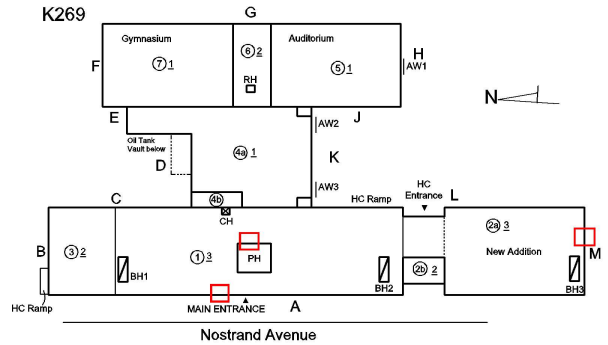 K269
G
Gymnasium
6 2
Auditorium
F
7 1
RH
5 1
H
AW1
N
E
AW2
J
Oil Tank
Vault below
D
4a 1
K
4b
AW3
HC
Entrance
L
C
CH
HC Ramp
B
3 2
1 3
PH
2a 3
New Addition
M
BH1
BH2
2b 2
BH3
HC Ramp
MAIN ENTRANCE
A
Nostrand Avenue